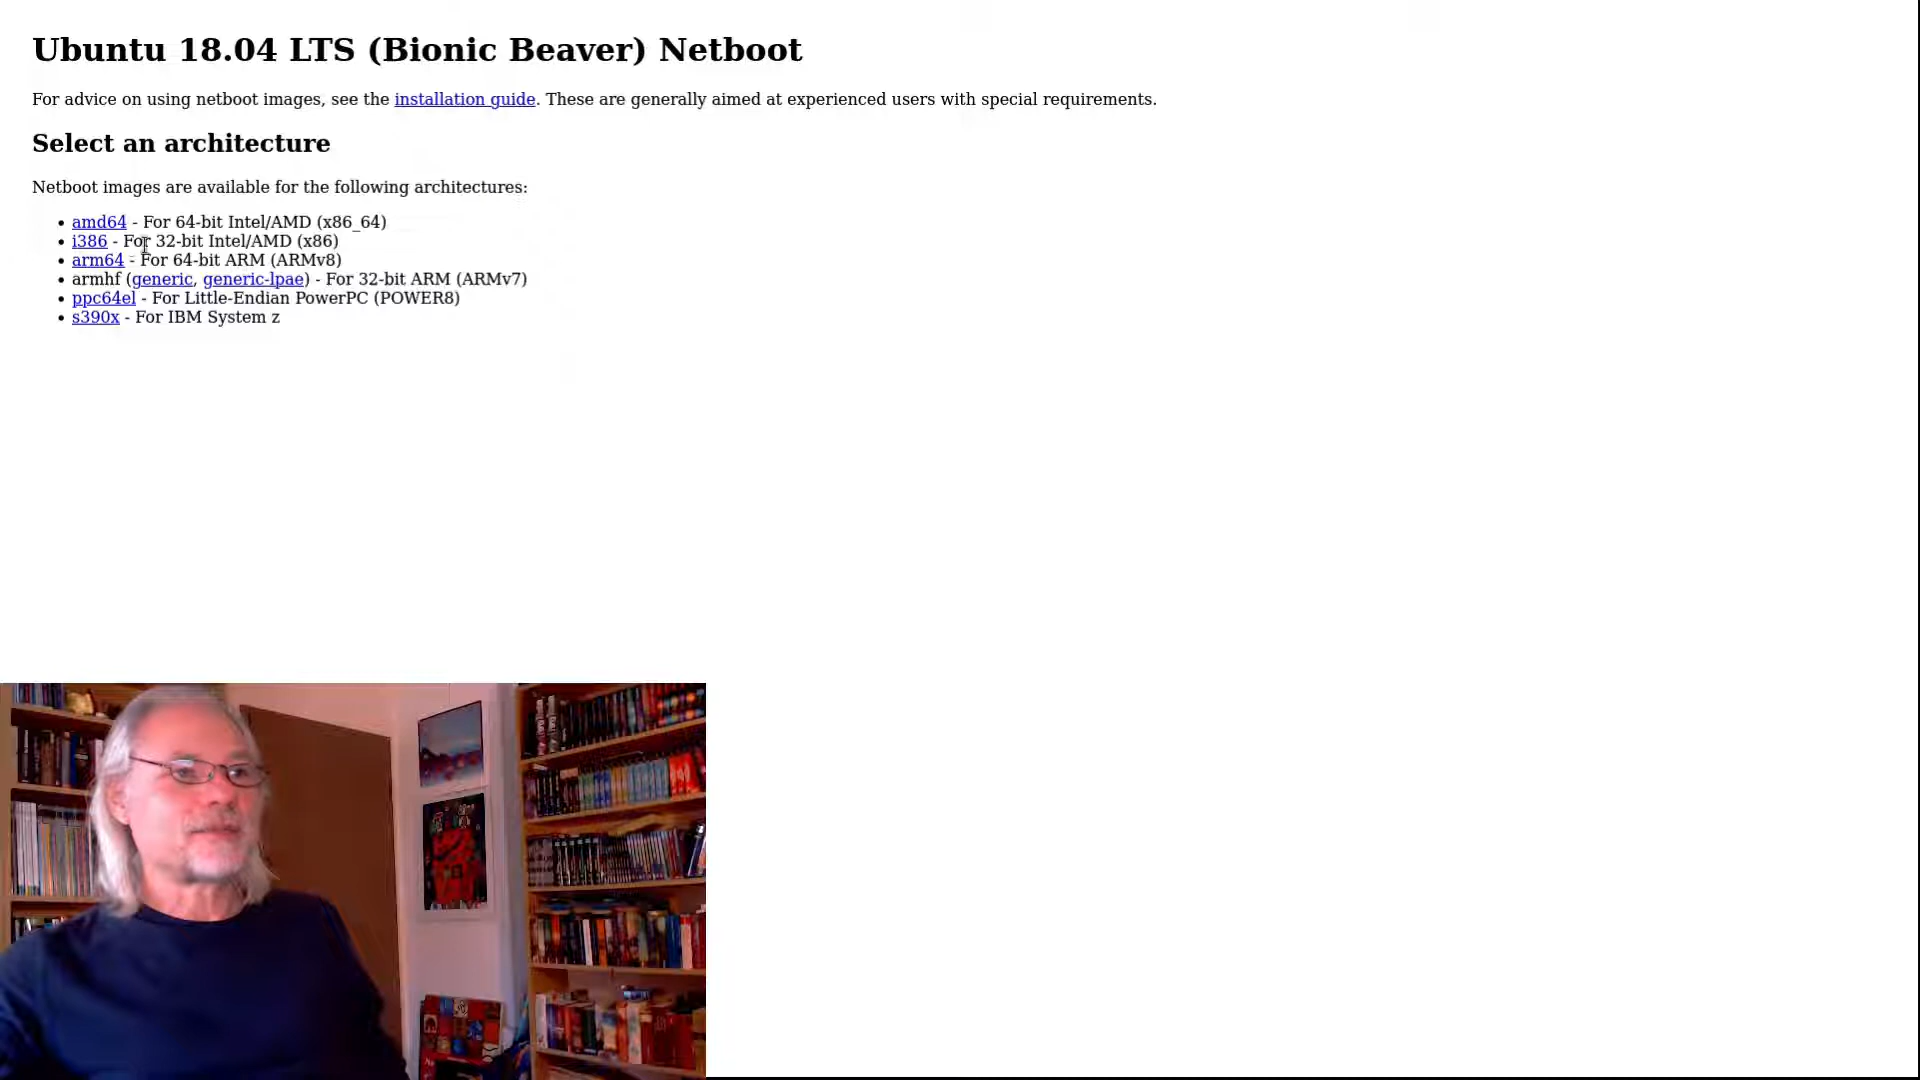 Ubuntu 18.04 LTS (Bionic Beaver) Netboot
For advice on using netboot images, see the installation guide. These are generally aimed at experienced users with special requirements.
Select an architecture
Netboot images are available for the following architectures:
• amd64 - For 64-bit Intel/AMD (x86_64)
• i386 - For 32-bit Intel/AMD (x86)
• arm64 - For 64-bit ARM (ARMv8)
• armhf (generic, generic-lpae) - For 32-bit ARM (ARMv7)
• ppc64el - For Little-Endian PowerPC (POWER8)
• s390x - For IBM System z